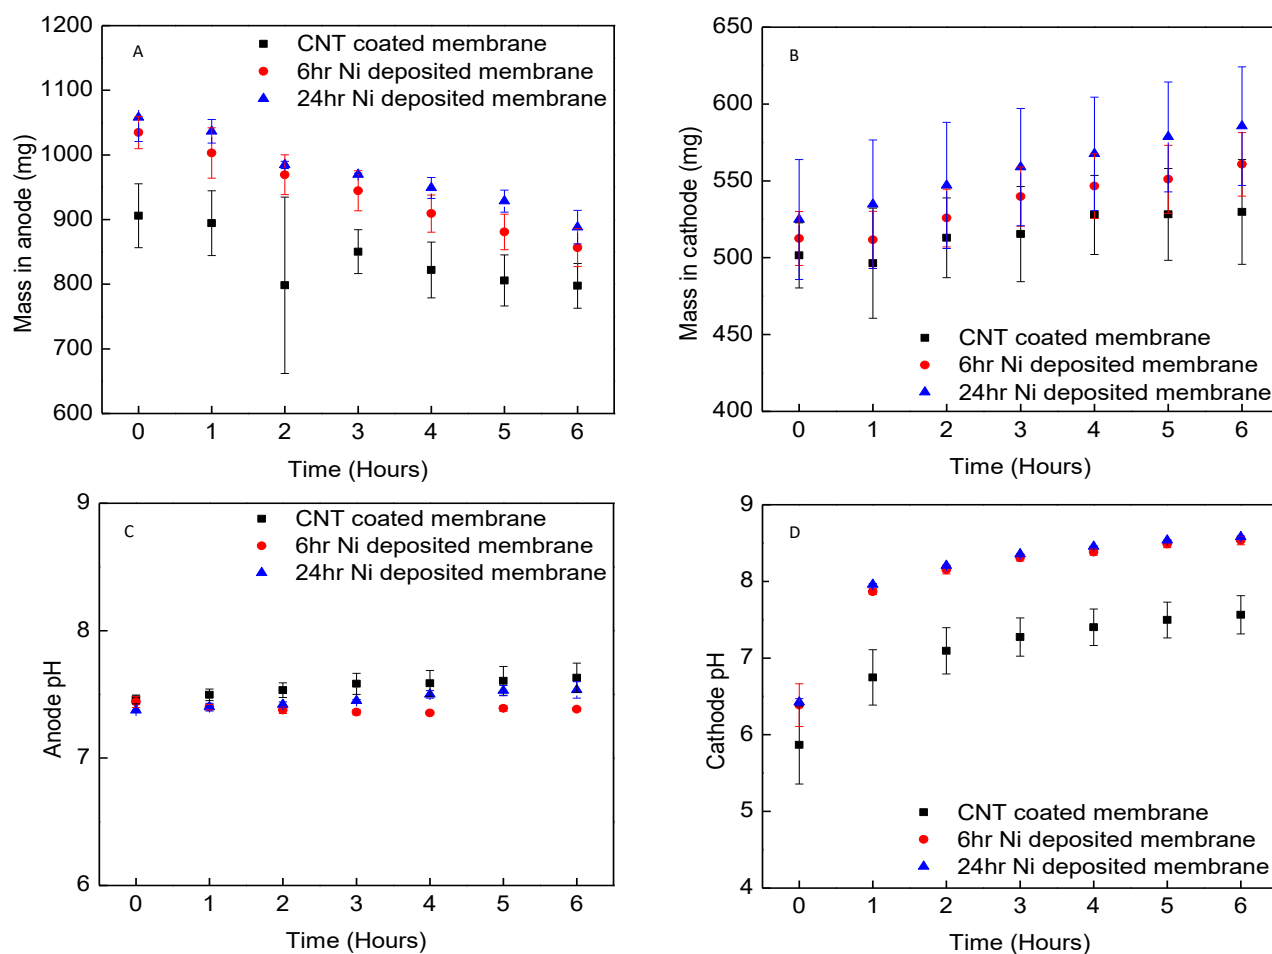 A
CNT coated membrane
6hr Ni deposited membrane
24hr Ni deposited membrane
1200
1100
1000
900
800
700
600
Mass in anode (mg)
0 1 2 3 4 5 6
Time (Hours)
B
650
600
550
500
450
400
Mass in cathode (mg)
CNT coated membrane
6hr Ni deposited membrane
24hr Ni deposited membrane
0 1 2 3 4 5 6
Time (Hours)
C
CNT coated membrane
6hr Ni deposited membrane
24hr Ni deposited membrane
9
8
7
6
Anode pH
0 1 2 3 4 5 6
Time (Hours)
D
9
8
7
6
5
4
Cathode pH
CNT coated membrane
6hr Ni deposited membrane
24hr Ni deposited membrane
0 1 2 3 4 5 6
Time (Hours)